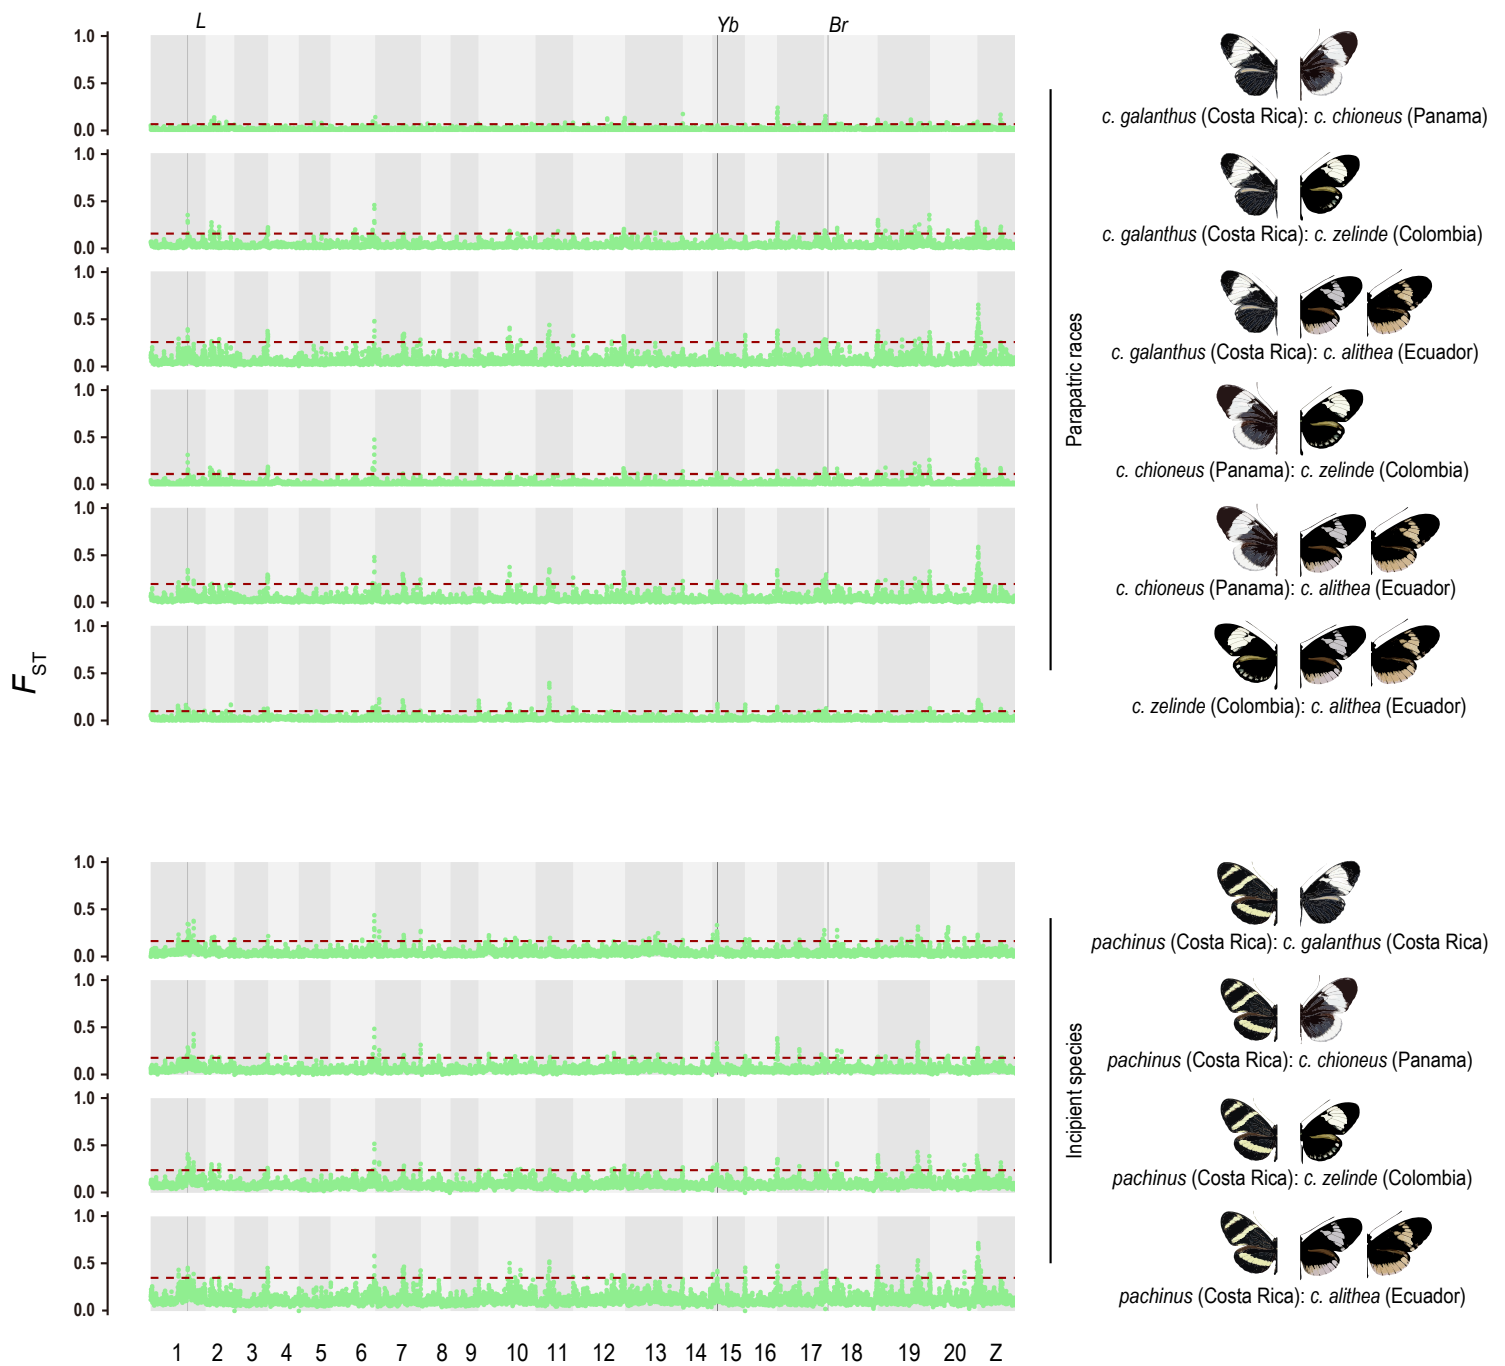 L Yb Br
1.0
0.5
0.0
c. galanthus (Costa Rica): c. chioneus (Panama)
1.0
0.5
0.0
c. galanthus (Costa Rica): c. zelinde (Colombia)
1.0
0.5
0.0
c. galanthus (Costa Rica): c. alithea (Ecuador)
1.0
0.5
0.0
c. chioneus (Panama): c. zelinde (Colombia)
1.0
0.5
0.0
c. chioneus (Panama): c. alithea (Ecuador)
1.0
0.5
0.0
c. zelinde (Colombia): c. alithea (Ecuador)
Parapatric races
FST
1.0
0.5
0.0
pachinus (Costa Rica): c. galanthus (Costa Rica)
1.0
0.5
0.0
pachinus (Costa Rica): c. chioneus (Panama)
1.0
0.5
0.0
pachinus (Costa Rica): c. zelinde (Colombia)
1.0
0.5
0.0
pachinus (Costa Rica): c. alithea (Ecuador)
Incipient species
1 2 3 4 5 6 7 8 9 10 11 12 13 14 15 16 17 18 19 20 Z